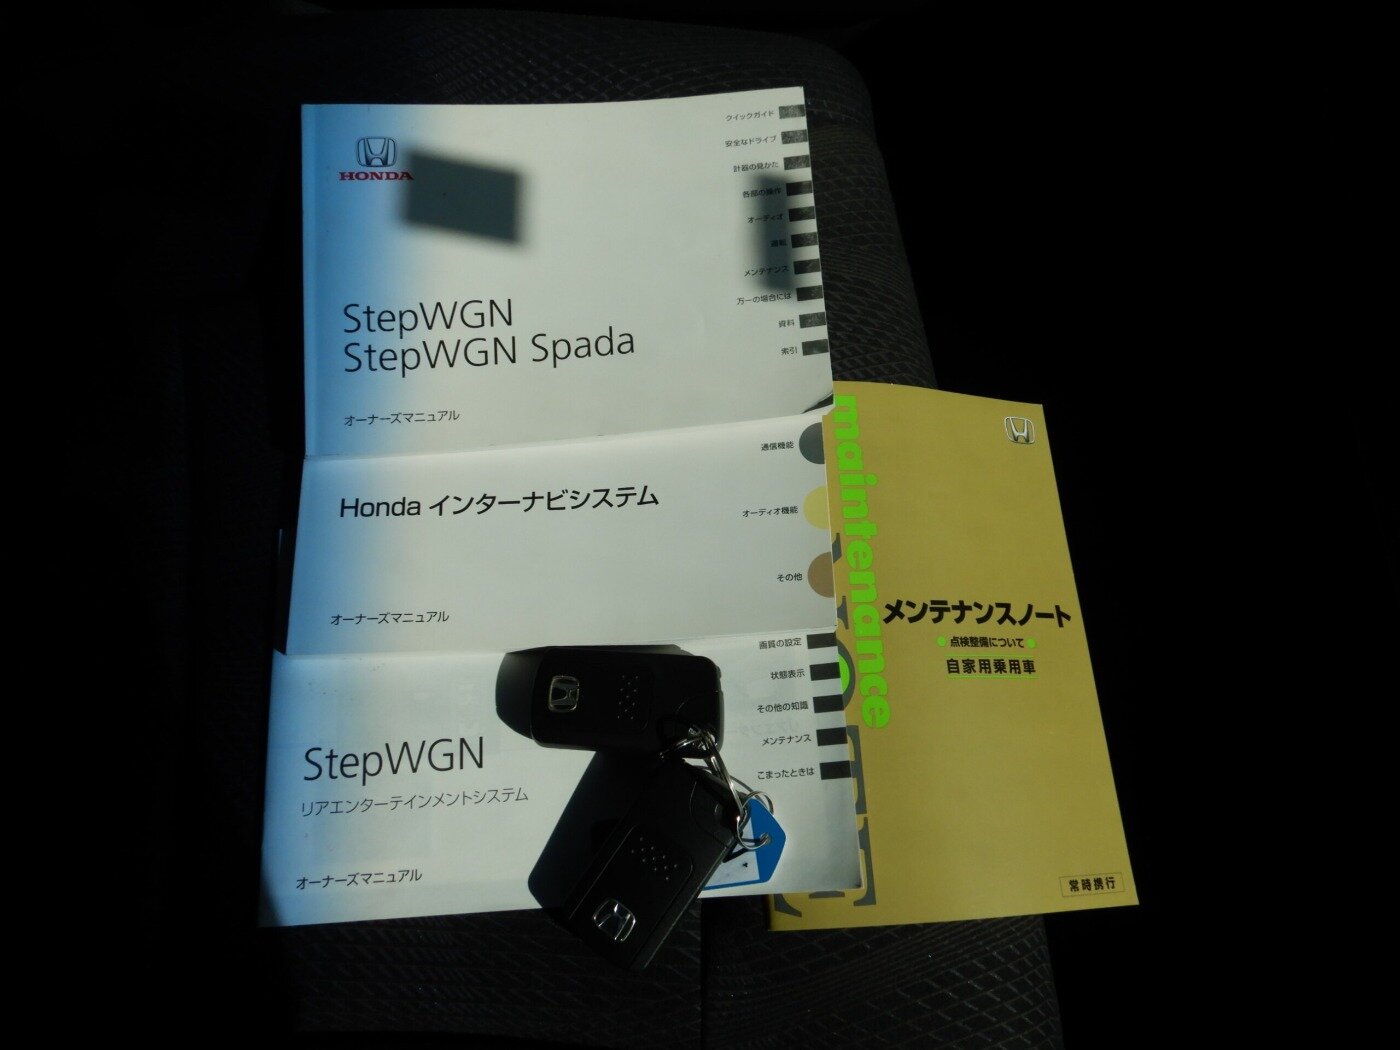 HONDA
クイックガイド
安全なドライブ
計器の見かた
各部の操作
オーディオ
運転
メンテナンス
万一の場合には
資料
索引
StepWGN
StepWGN Spada
オーナーズマニュアル
通信機能
Honda インターナビシステム
オーディオ機能
その他
オーナーズマニュアル
画質の設定
状態表示
その他の知識
メンテナンス
こまったときは
StepWGN
リアエンターテインメントシステム
オーナーズマニュアル
maintenance
メンテナンスノート
点検整備について
自家用乗用車
常時携行